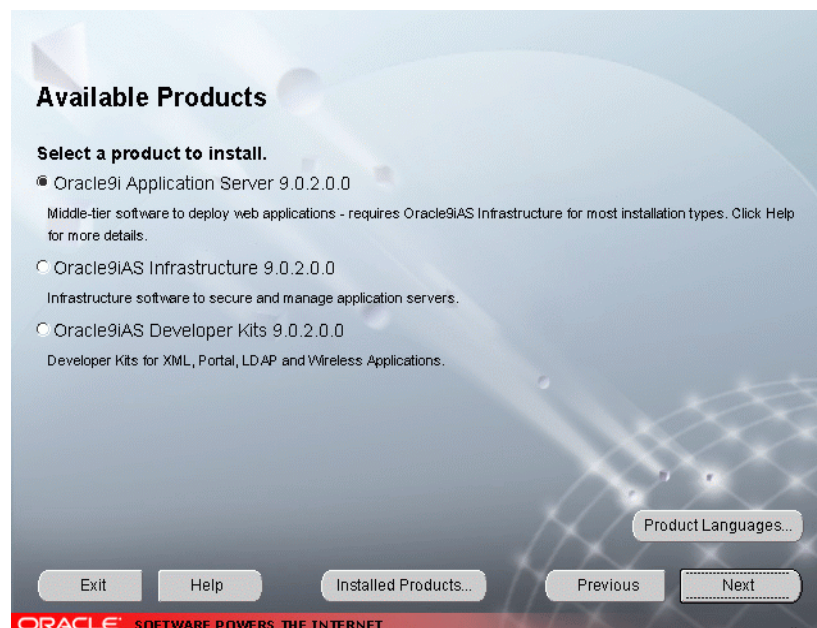 Available Products
Select a product to install.
Oracle9i Application Server 9.0.2.0.0
Middle-tier software to deploy web applications - requires Oracle9iAS Infrastructure for most installation types. Click Help
for more details.
Oracle9iAS Infrastructure 9.0.2.0.0
Infrastructure software to secure and manage application servers.
Oracle9iAS Developer Kits 9.0.2.0.0
Developer Kits for XML, Portal, LDAP and Wireless Applications.
Product Languages...
Exit Help Installed Products... Previous Next
ORACLE® SOFTWARE POWERS THE INTERNET